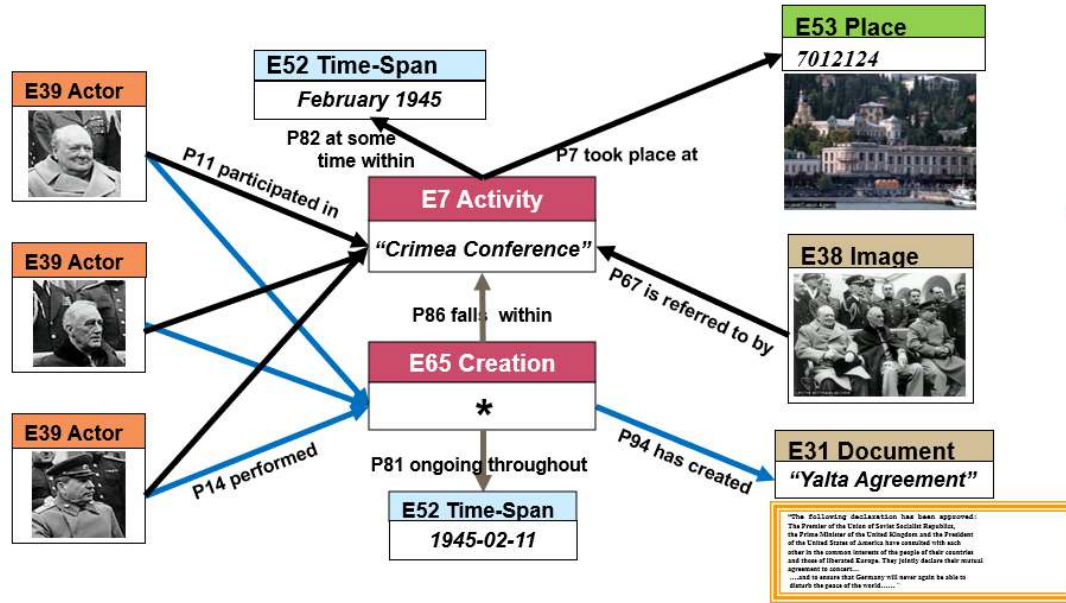 E53 Place
7012124
E52 Time-Span
February 1945
E39 Actor
P82 at some
time within
P7 took place at
P11 participated in
E7 Activity
“Crimea Conference”
E39 Actor
E38 Image
P67 is referred to by
P86 falls within
E65 Creation
*
E39 Actor
P14 performed
P81 ongoing throughout
P94 has created
E31 Document
“Yalta Agreement”
E52 Time-Span
1945-02-11
“The following declaration has been approved:
The Premier of the Union of Soviet Socialist Republics,
the Prime Minister of the United Kingdom and the President
of the United States of America have consulted with each
other in the common interests of the people of their countries
and those of liberated Europe. They jointly declare their mutual
agreement to concert…
….and to ensure that Germany will never again be able to
disturb the peace of the world…… “